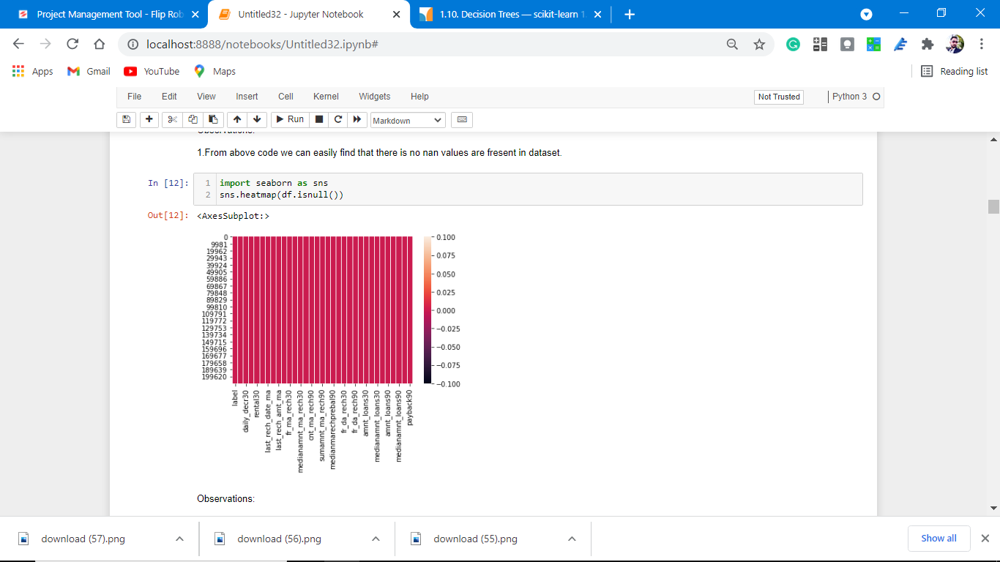 Project Management Tool - Flip Rob
Untitled32 - Jupyter Notebook
1.10. Decision Trees — scikit-learn 1.
localhost:8888/notebooks/Untitled32.ipynb#
Apps
Gmail
YouTube
Maps
Reading list
File Edit View Insert Cell Kernel Widgets Help
Not Trusted
Python 3
Run
Markdown
Observations:
1.From above code we can easily find that there is no nan values are fresent in dataset.
In [12]:
1 import seaborn as sns
2 sns.heatmap(df.isnull())
Out[12]: <AxesSubplot:>
0
9981
19962
29943
39924
49905
59886
69867
79848
89829
99810
109791
119772
129753
139734
149715
159696
169677
179658
189639
199620
label
daily_decr30
rental30
last_rech_date_ma
last_rech_amt_ma
fr_ma_rech30
medianamnt_ma_rech30
cnt_ma_rech90
sumamnt_ma_rech90
medianmarechprebal90
fr_da_rech30
fr_da_rech90
amnt_loans30
medianamnt_loans30
amnt_loans90
medianamnt_loans90
payback90
0.100
0.075
0.050
0.025
0.000
−0.025
−0.050
−0.075
−0.100
Observations:
download (57).png
download (56).png
download (55).png
Show all